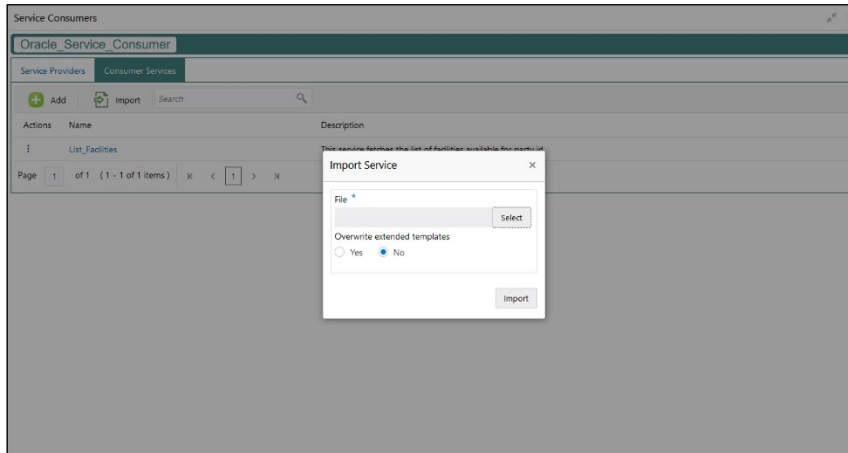 Service Consumers
Oracle_Service_Consumer
Service Providers Consumer Services
Add Import Search
Actions Name Description
List_Facilities This service fetches the list of facilities available for party id
Page 1 of 1 (1 - 1 of 1 items) 1
Import Service
File *
Select
Overwrite extended templates
Yes No
Import